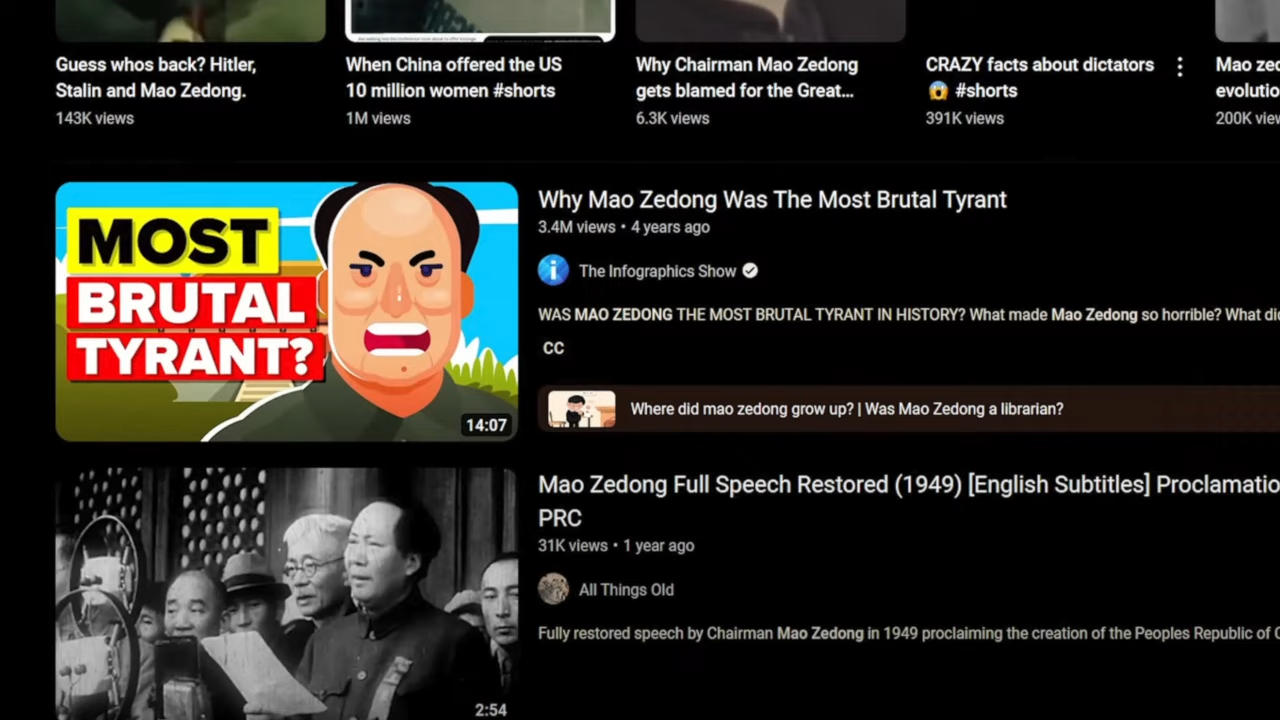 Guess whos back? Hitler,
Stalin and Mao Zedong.
143K views
When China offered the US
10 million women #shorts
1M views
Why Chairman Mao Zedong
gets blamed for the Great...
6.3K views
CRAZY facts about dictators
😱 #shorts
391K views
Mao zed
evolutio
200K view
MOST
BRUTAL
TYRANT?
14:07
Why Mao Zedong Was The Most Brutal Tyrant
3.4M views • 4 years ago
The Infographics Show
WAS MAO ZEDONG THE MOST BRUTAL TYRANT IN HISTORY? What made Mao Zedong so horrible? What di
CC
Where did mao zedong grow up? | Was Mao Zedong a librarian?
2:54
Mao Zedong Full Speech Restored (1949) [English Subtitles] Proclamatio
PRC
31K views • 1 year ago
All Things Old
Fully restored speech by Chairman Mao Zedong in 1949 proclaiming the creation of the Peoples Republic of C